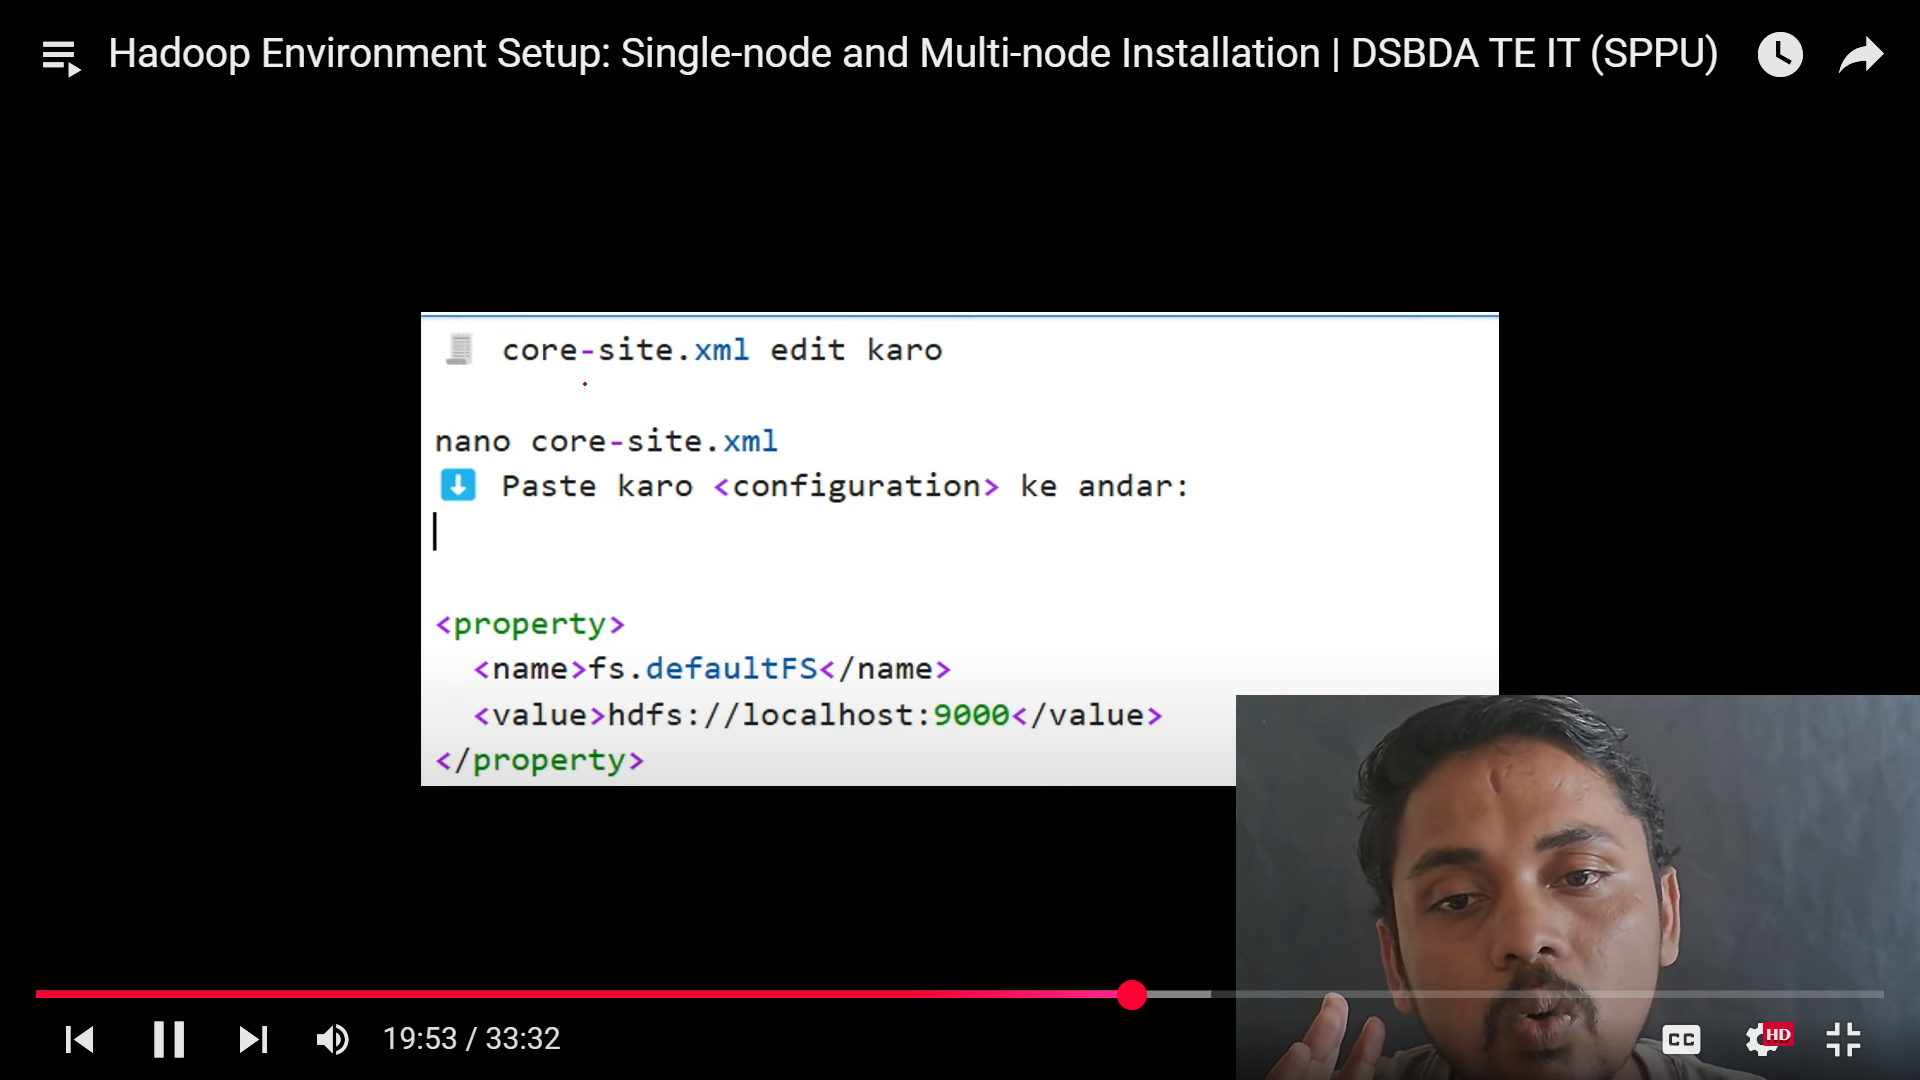 Hadoop Environment Setup: Single-node and Multi-node Installation | DSBDA TE IT (SPPU)
core-site.xml edit karo
nano core-site.xml
Paste karo <configuration> ke andar:
<property>
<name>fs.defaultFS</name>
<value>hdfs://localhost:9000</value>
</property>
19:53 / 33:32
CC
HD